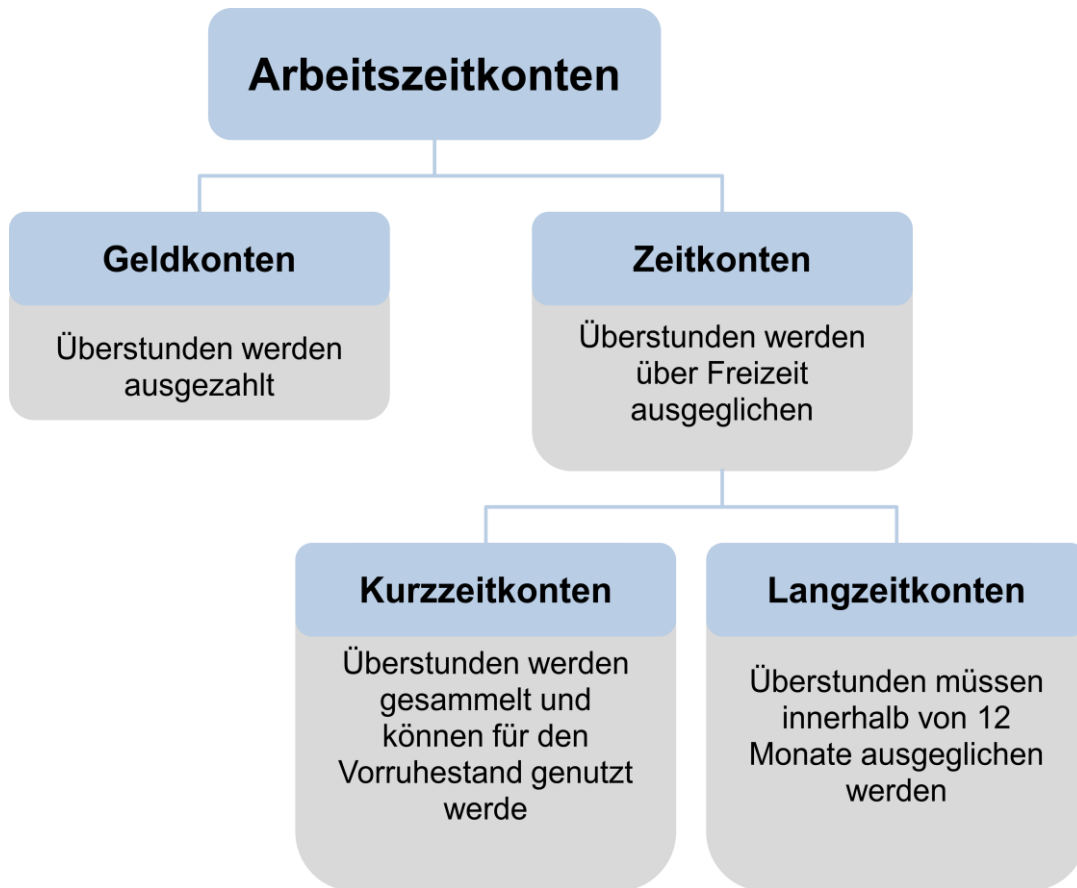 Arbeitszeitkonten
Geldkonten
Überstunden werden
ausgezahlt
Zeitkonten
Überstunden werden
über Freizeit
ausgeglichen
Kurzzeitkonten
Überstunden werden
gesammelt und
können für den
Vorruhestand genutzt
werde
Langzeitkonten
Überstunden müssen
innerhalb von 12
Monate ausgeglichen
werden